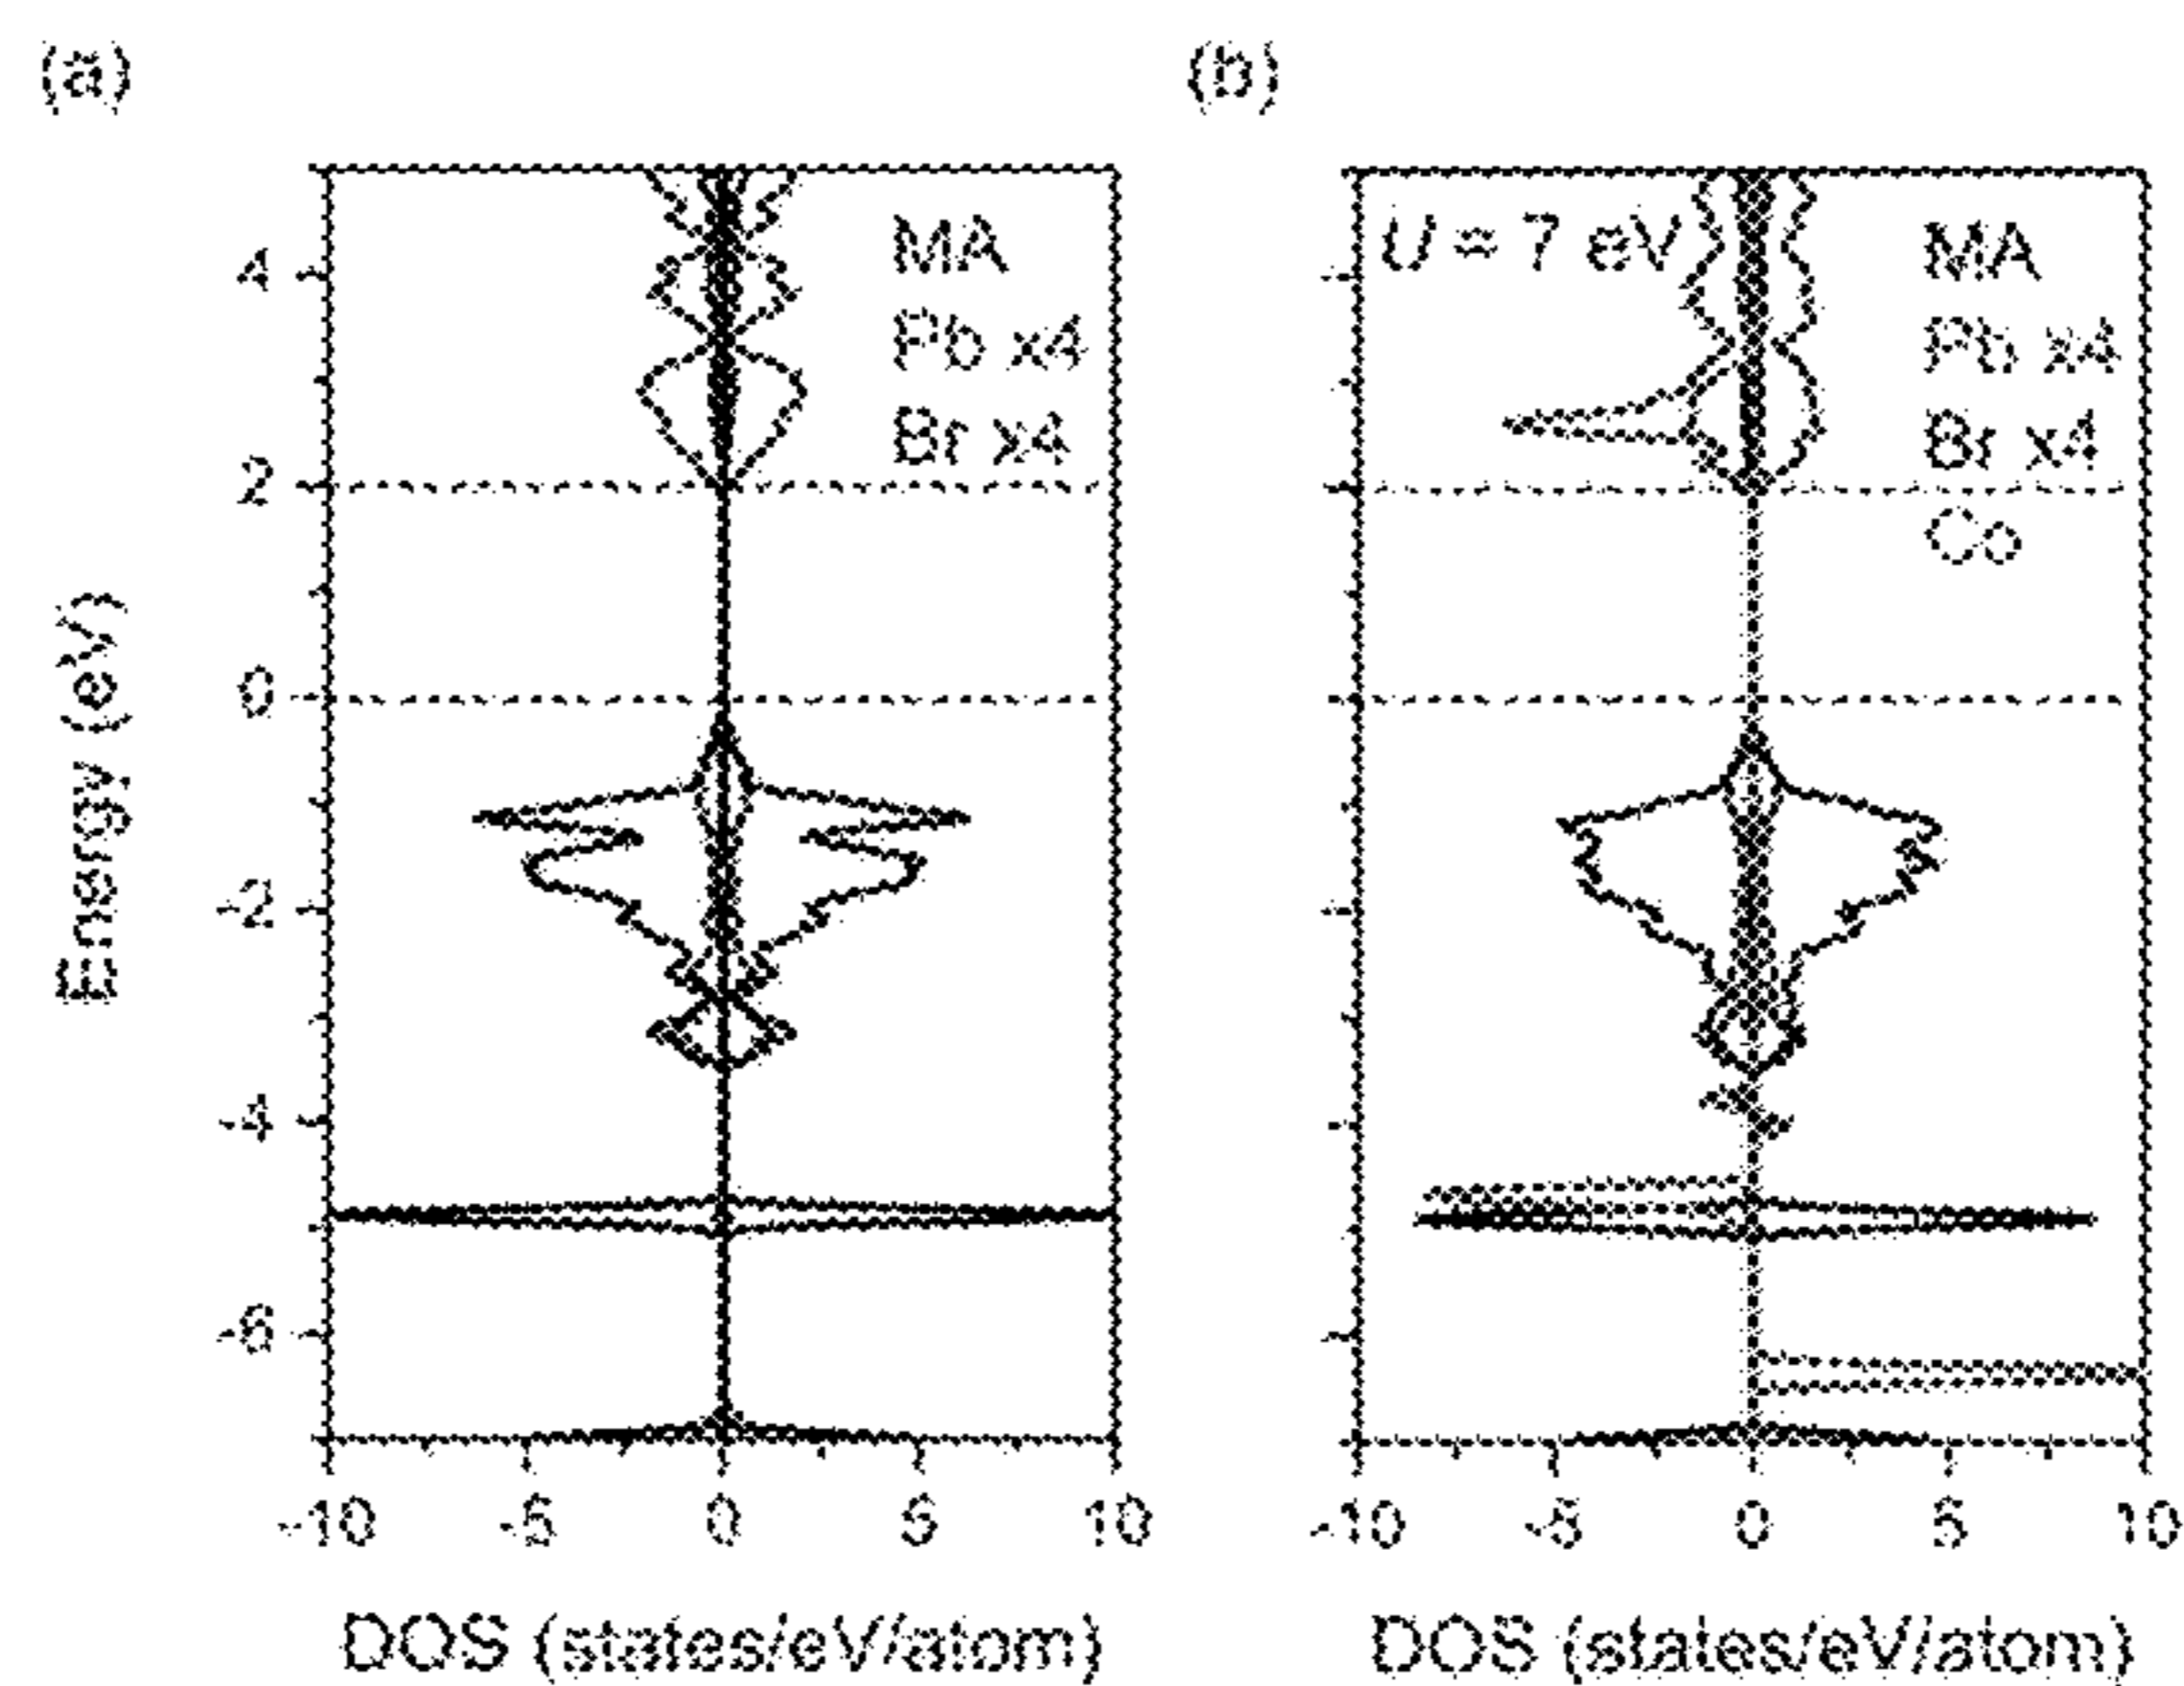 (a)
(b)
MA
Pb x4
Br x4
U = 7 eV
MA
Pb x4
Br x4
Co
4
2
0
-2
-4
-6
Energy (eV)
-10 -5 0 5 10
-10 -5 0 5 10
DOS (states/eV/atom)
DOS (states/eV/atom)